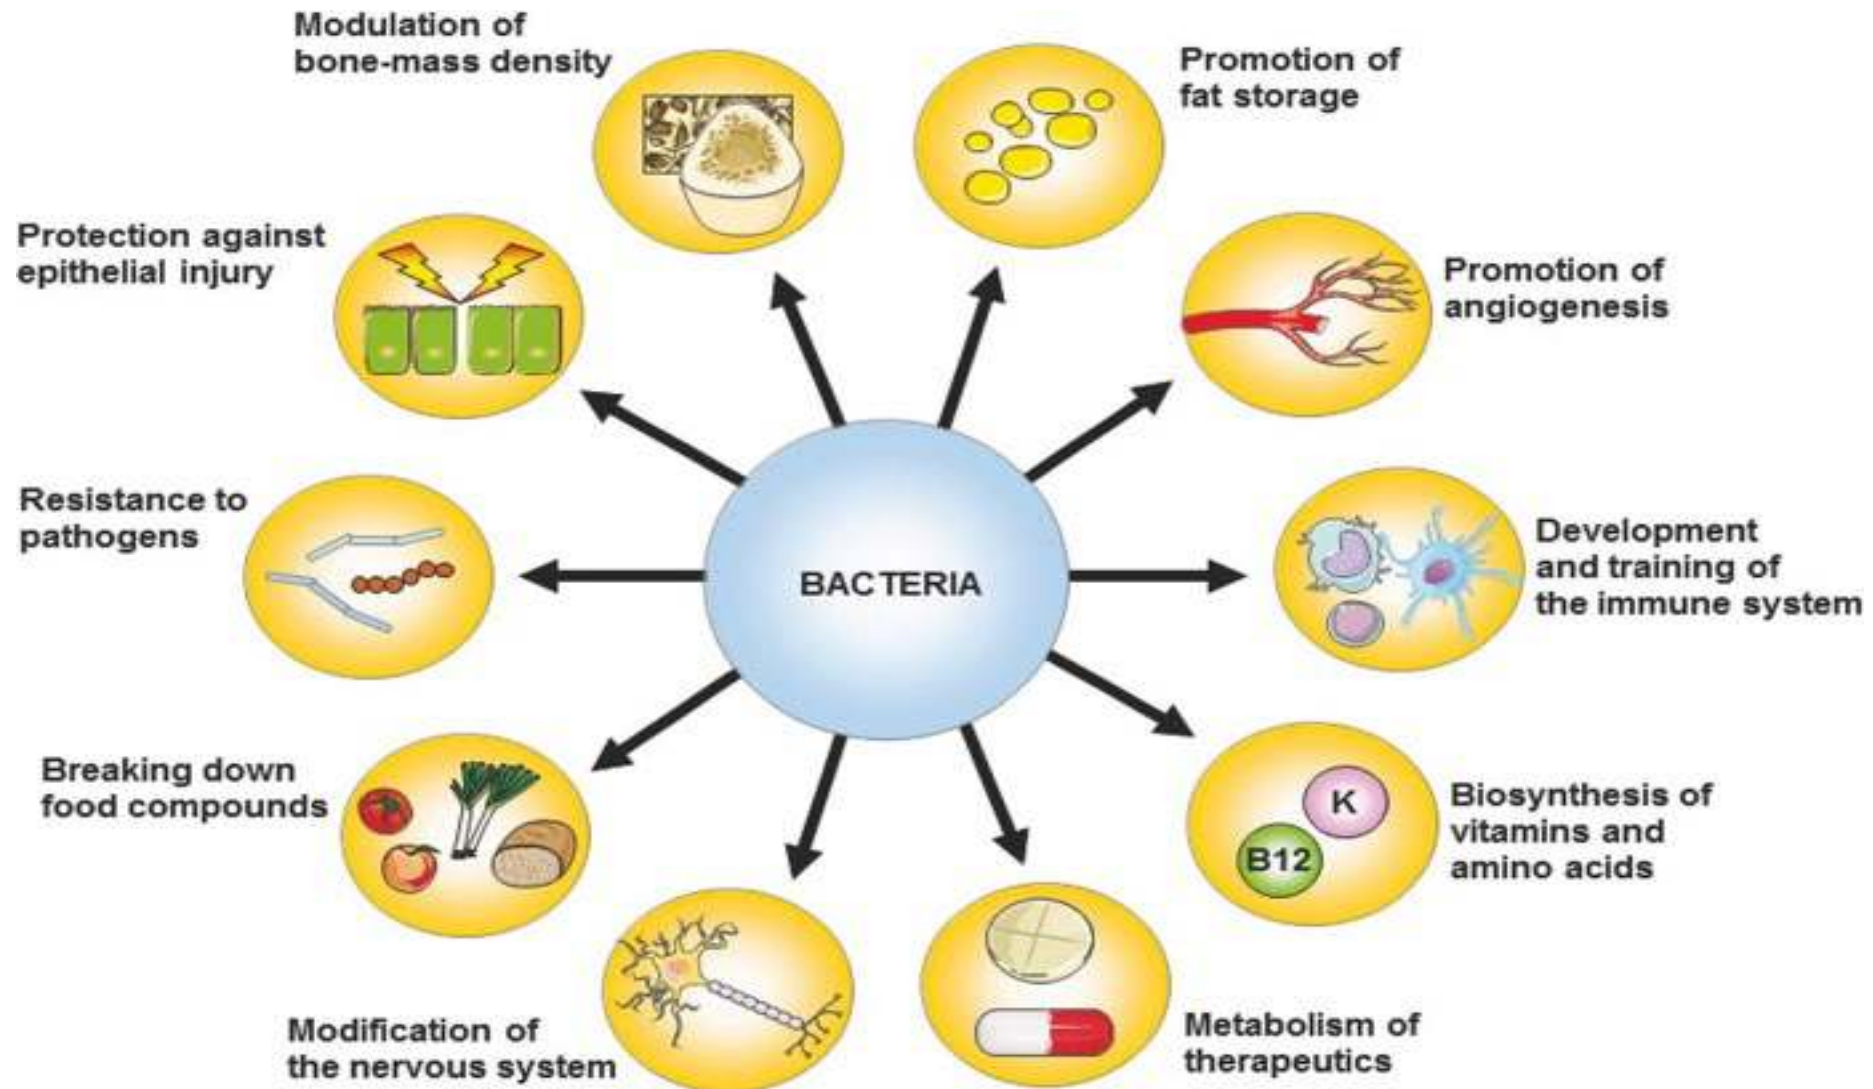 Modulation of
bone-mass density
Promotion of
fat storage
Protection against
epithelial injury
Promotion of
angiogenesis
Resistance to
pathogens
BACTERIA
Development
and training of
the immune system
Breaking down
food compounds
K
B12
Biosynthesis of
vitamins and
amino acids
Modification of
the nervous system
Metabolism of
therapeutics